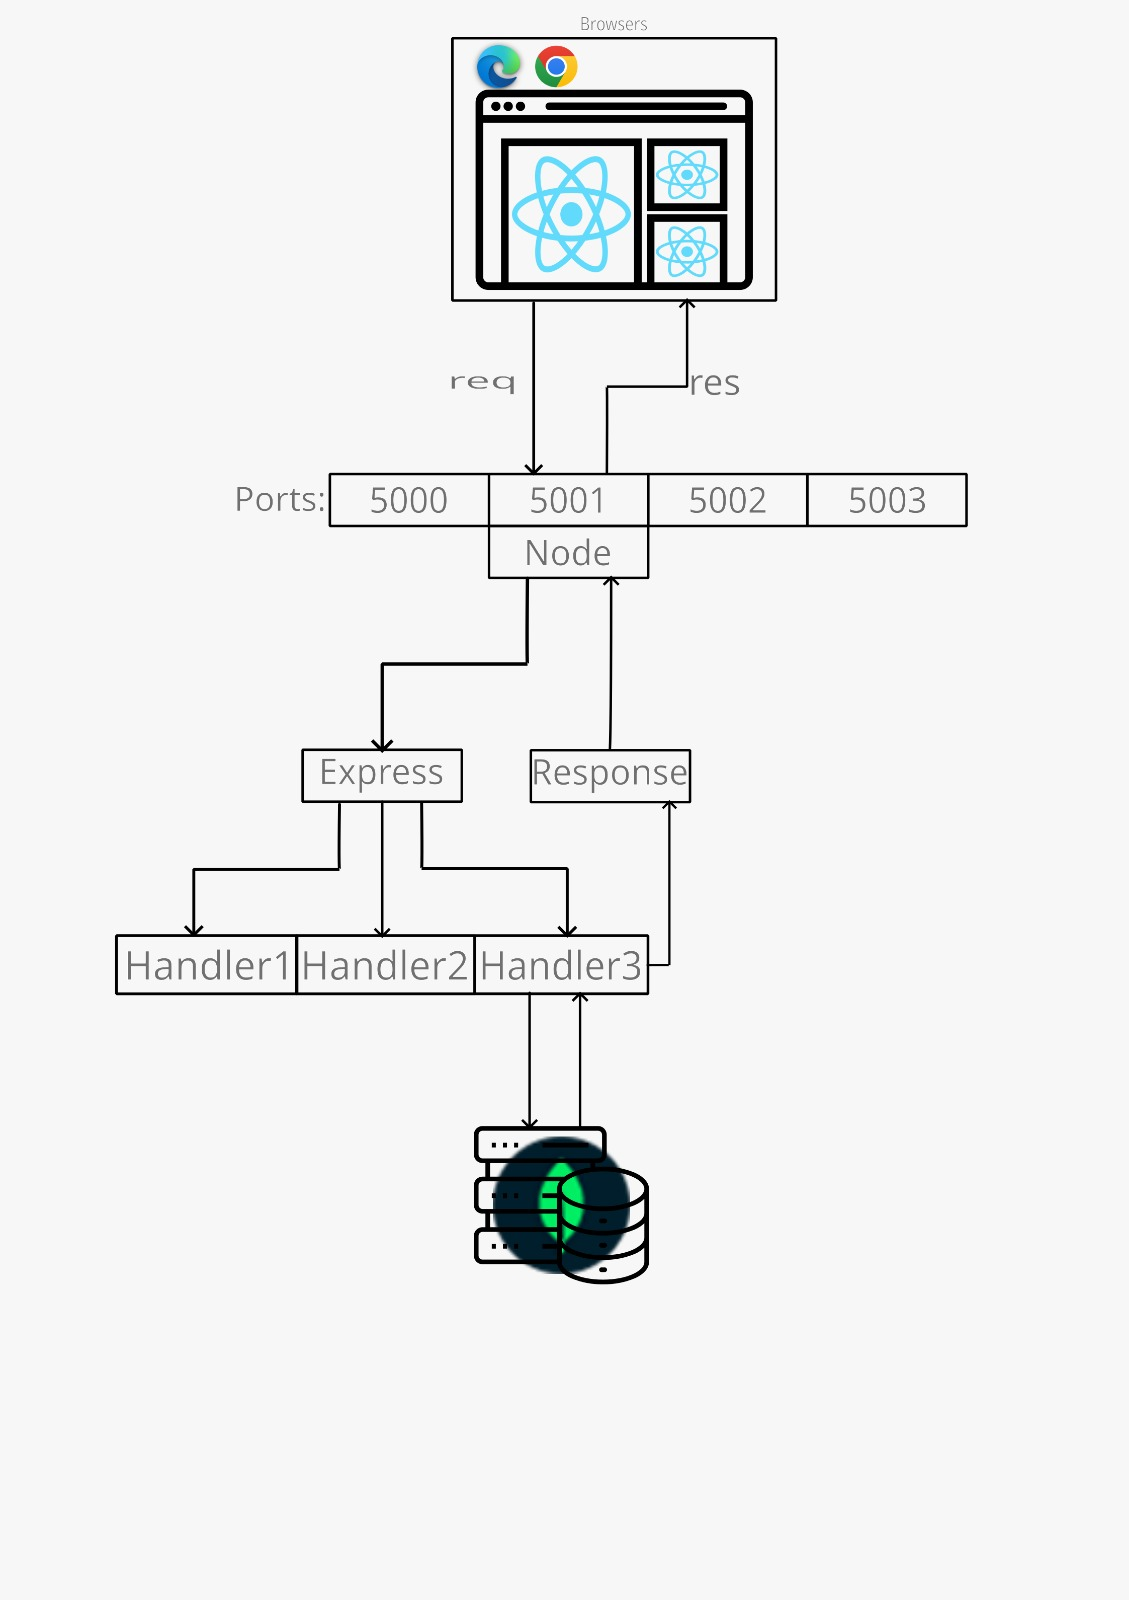 Browsers
req
res
Ports:
5000 5001 5002 5003
Node
Express
Response
Handler1 Handler2 Handler3